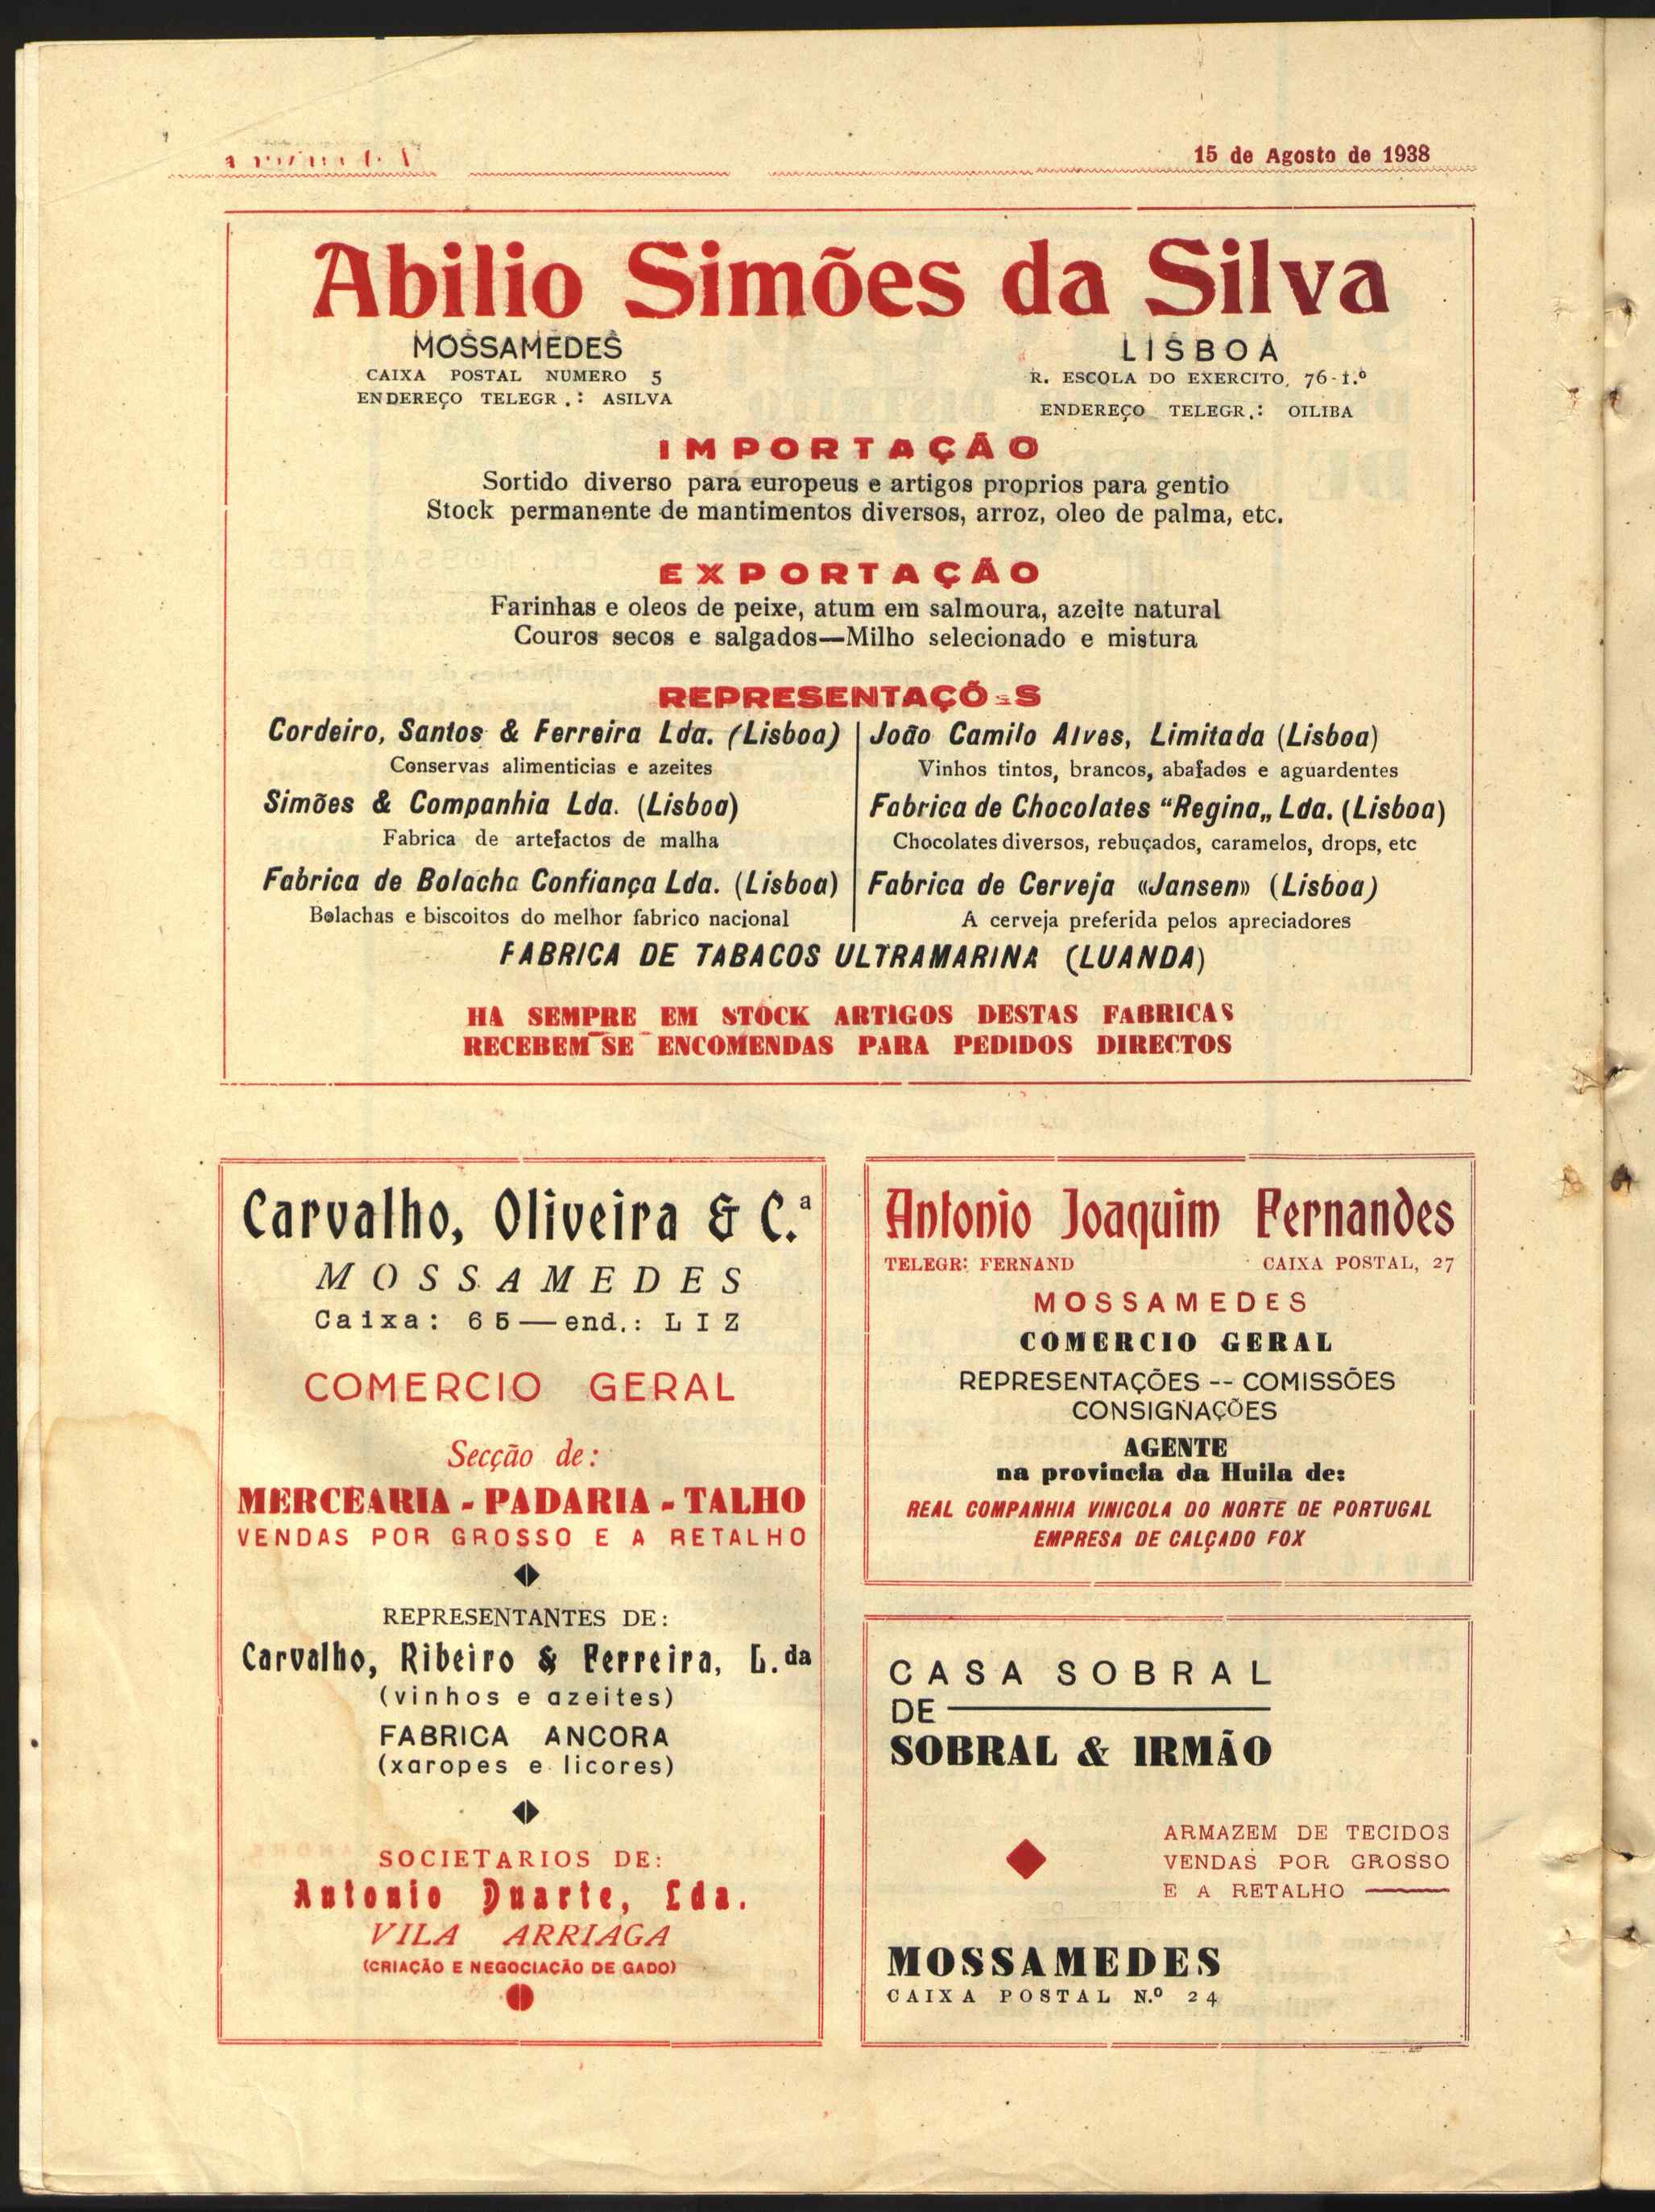 15 de Agosto de 1938
Abilio Simões da Silva
MOSSAMEDES
CAIXA POSTAL NUMERO 5
ENDEREÇO TELEGR.: ASILVA
LISBOA
R. ESCOLA DO EXERCITO, 76-1.º
ENDEREÇO TELEGR.: OILIBA
IMPORTAÇÃO
Sortido diverso para europeus e artigos proprios para gentio
Stock permanente de mantimentos diversos, arroz, oleo de palma, etc.
EXPORTAÇÃO
Farinhas e oleos de peixe, atum em salmoura, azeite natural
Couros secos e salgados—Milho selecionado e mistura
REPRESENTAÇÕES
Cordeiro, Santos & Ferreira Lda. (Lisboa)
Conservas alimenticias e azeites
Simões & Companhia Lda. (Lisboa)
Fabrica de artefactos de malha
Fabrica de Bolacha Confiança Lda. (Lisboa)
Bolachas e biscoitos do melhor fabrico nacional
João Camilo Alves, Limitada (Lisboa)
Vinhos tintos, brancos, abafados e aguardentes
Fabrica de Chocolates “Regina„ Lda. (Lisboa)
Chocolates diversos, rebuçados, caramelos, drops, etc
Fabrica de Cerveja «Jansen» (Lisboa)
A cerveja preferida pelos apreciadores
FABRICA DE TABACOS ULTRAMARINA (LUANDA)
HA SEMPRE EM STOCK ARTIGOS DESTAS FABRICAS
RECEBEM-SE ENCOMENDAS PARA PEDIDOS DIRECTOS
Carvalho, Oliveira & C.ª
MOSSAMEDES
Caixa: 65—end.: LIZ
COMERCIO GERAL
Secção de:
MERCEARIA - PADARIA - TALHO
VENDAS POR GROSSO E A RETALHO
REPRESENTANTES DE:
Carvalho, Ribeiro & Ferreira, L.da
(vinhos e azeites)
FABRICA ANCORA
(xaropes e licores)
SOCIETARIOS DE:
Antonio Duarte, Lda.
VILA ARRIAGA
(CRIAÇÃO E NEGOCIAÇÃO DE GADO)
Antonio Joaquim Fernandes
TELEGR: FERNAND CAIXA POSTAL, 27
MOSSAMEDES
COMERCIO GERAL
REPRESENTAÇÕES -- COMISSÕES
CONSIGNAÇÕES
AGENTE
na provincia da Huila de:
REAL COMPANHIA VINICOLA DO NORTE DE PORTUGAL
EMPRESA DE CALÇADO FOX
CASA SOBRAL
DE
SOBRAL & IRMÃO
ARMAZEM DE TECIDOS
VENDAS POR GROSSO
E A RETALHO
MOSSAMEDES
CAIXA POSTAL N.º 24